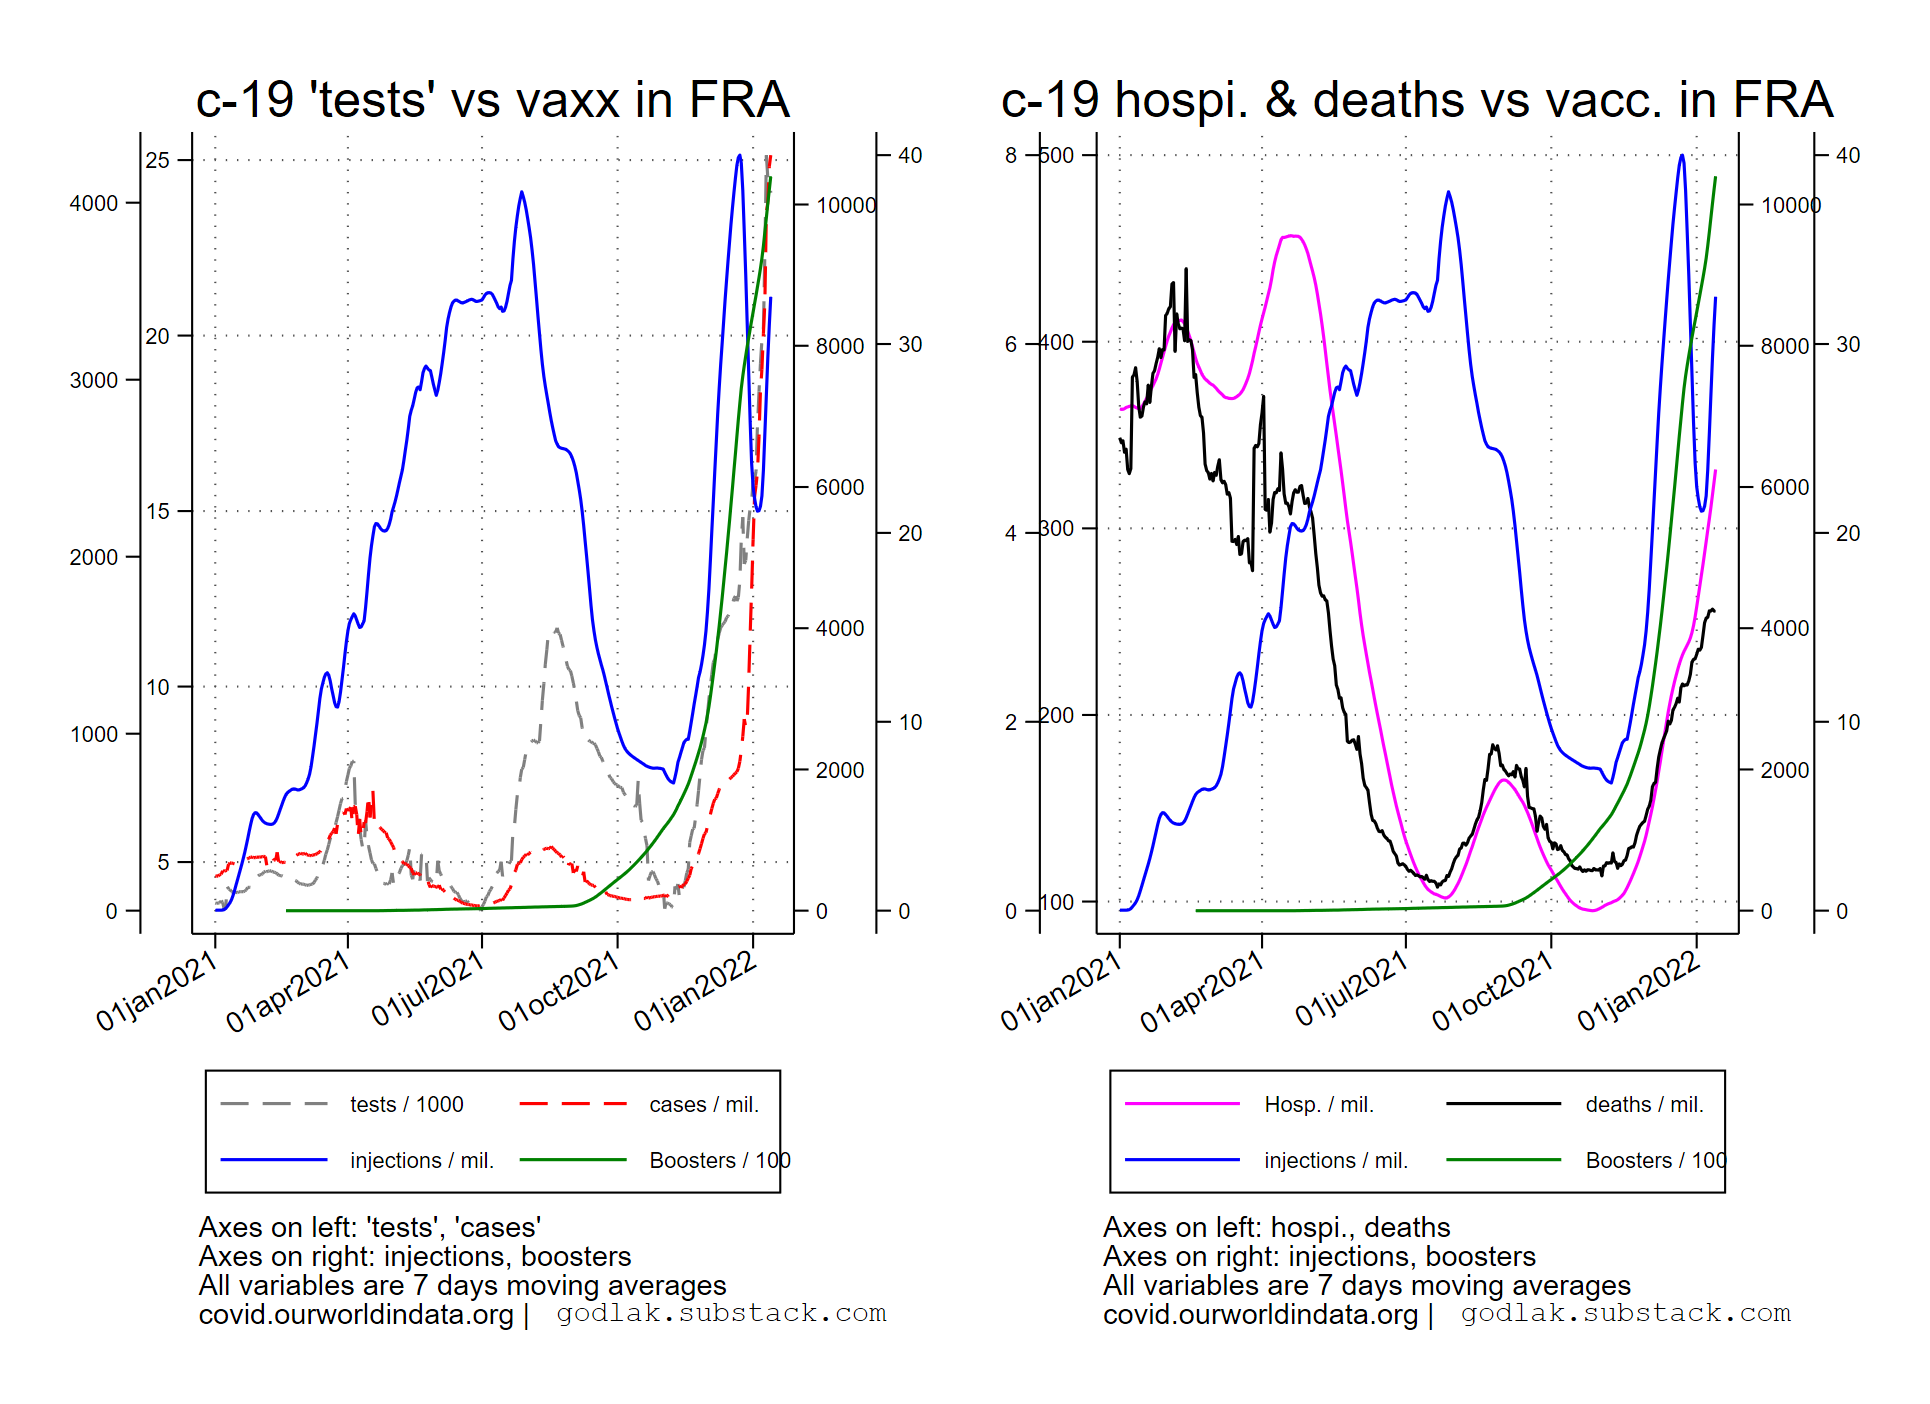 c-19 'tests' vs vaxx in FRA
4000
3000
2000
1000
0
25
20
15
10
5
10000
8000
6000
4000
2000
0
40
30
20
10
0
01jan2021
01apr2021
01jul2021
01oct2021
01jan2022
tests / 1000
cases / mil.
injections / mil.
Boosters / 100
Axes on left: 'tests', 'cases'
Axes on right: injections, boosters
All variables are 7 days moving averages
covid.ourworldindata.org | godlak.substack.com
c-19 hospi. & deaths vs vacc. in FRA
8
6
4
2
0
500
400
300
200
100
10000
8000
6000
4000
2000
0
40
30
20
10
0
01jan2021
01apr2021
01jul2021
01oct2021
01jan2022
Hosp. / mil.
deaths / mil.
injections / mil.
Boosters / 100
Axes on left: hospi., deaths
Axes on right: injections, boosters
All variables are 7 days moving averages
covid.ourworldindata.org | godlak.substack.com